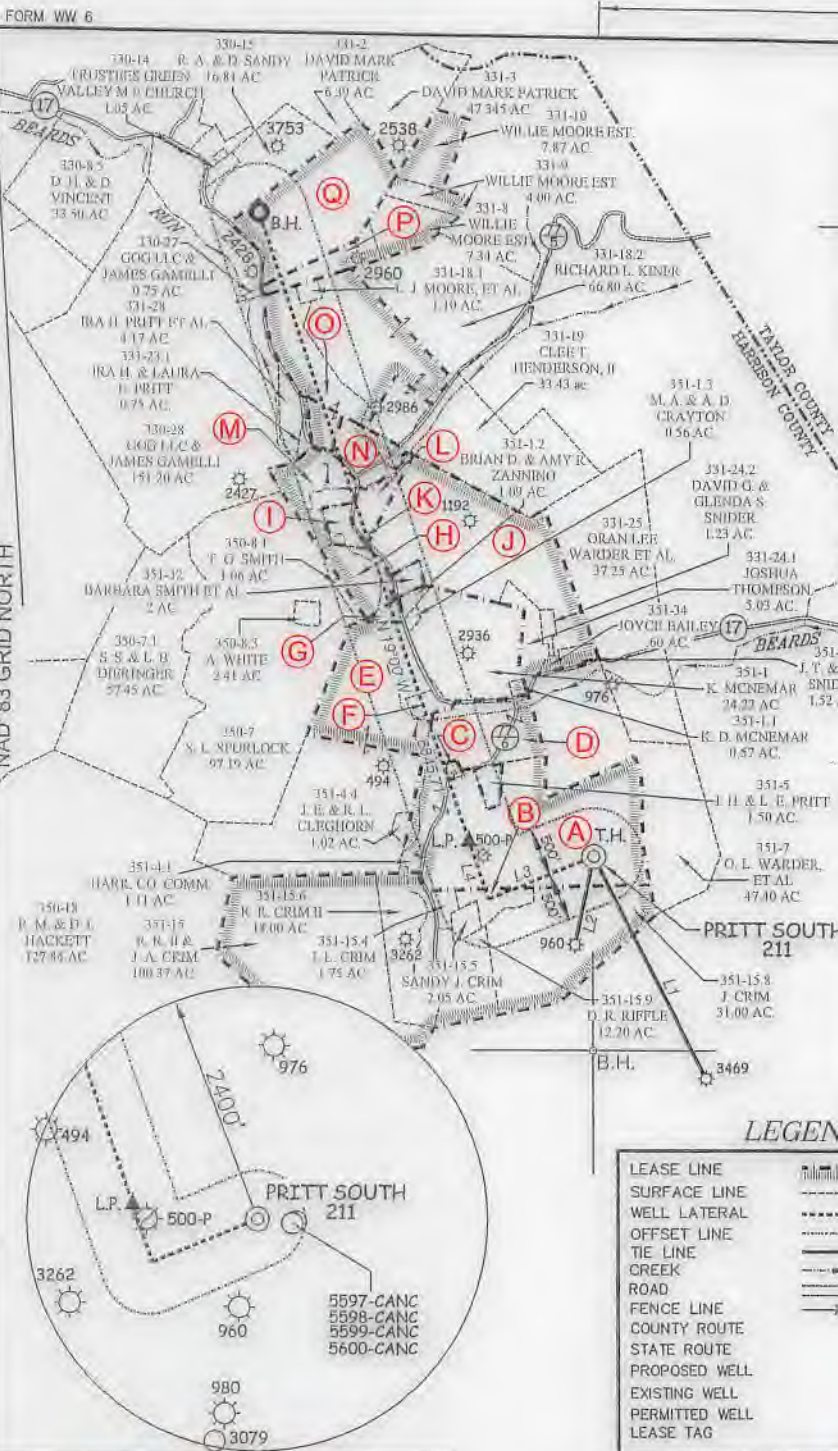 FORM WW 6
330-14
TRUSTEES GREEN
VALLEY M P CHURCH
1.05 AC.
330-15
R. A. & D. SANDY
16.81 AC.
331-2
DAVID MARK
PATRICK
6.49 AC.
331-3
DAVID MARK PATRICK
47.345 AC.
331-10
WILLIE MOORE EST.
7.87 AC.
331-9
WILLIE MOORE EST
4.00 AC.
331-8
WILLIE
MOORE EST
7.34 AC.
17
BEARDS
RUN
3753
2538
330-8.5
D. H. & D.
VINCENT
33.50 AC.
Q
B.H.
P
2428
2960
5
331-18.2
RICHARD L. KINER
66.80 AC.
331-18.1
L. J. MOORE, ET AL
1.10 AC.
330-27
GOG LLC &
JAMES GAMELLI
0.75 AC.
331-28
IRA H. PRITT ET AL
4.17 AC.
331-23.1
IRA H. & LAURA
E. PRITT
0.75 AC.
330-28
GOG LLC &
JAMES GAMELLI
151.20 AC.
O
331-19
CLEE T.
HENDERSON, II
33.43 ac
TAYLOR COUNTY
HARRISON COUNTY
2986
M
N
L
351-1.3
M. A. & A. D.
CRAYTON
0.56 AC.
351-1.2
BRIAN D. & AMY R.
ZANNINO
1.09 AC.
331-24.2
DAVID G. &
GLENDA S.
SNIDER
1.23 AC.
2427
K
1192
I
H
J
331-25
ORAN LEE
WARDER ET AL
37.25 AC.
331-24.1
JOSHUA
THOMPSON
5.03 AC.
350-8.1
T. G. SMITH
1.06 AC.
351-32
BARBARA SMITH ET AL
2 AC.
351-34
JOYCE BAILEY
.60 AC.
17
BEARDS
NAD 83 GRID NORTH
350-7.1
S. S. & L. B.
DIERINGER
57.45 AC.
350-8.3
A. WHITE
2.41 AC.
G
E
F
2936
976
351-
J. T. &
SNID
1.52
351-1
K. MCNEMAR
24.22 AC.
351-1.1
K. D. MCNEMAR
0.67 AC.
350-7
S. L. SPURLOCK
97.19 AC.
C
6
D
494
351-4.4
J. E. & R. L.
CLEGHORN
1.02 AC.
351-5
I. H. & L. E. PRITT
1.50 AC.
B
A
T.H.
L.P.
500-P
500'
500'
L3
L4
L2
L1
351-7
O. L. WARDER,
ET AL
47.10 AC.
351-4.1
HARR. CO. COMM.
1.11 AC.
350-18
P. M. & D. J.
HACKETT
127.86 AC.
351-15
R. R. II &
J. A. CRIM
100.37 AC.
351-15.6
R. R. CRIM II
18.00 AC.
351-15.4
1.75 AC.
3262
351-15.5
SANDY J. CRIM
2.05 AC.
960
PRITT SOUTH
211
351-15.8
J. CRIM
31.00 AC.
351-15.9
D. R. RIFFLE
12.20 AC.
B.H.
3469
2400'
976
494
L.P.
500-P
PRITT SOUTH
211
3262
960
5597-CANC
5598-CANC
5599-CANC
5600-CANC
980
3079
LEGEN
LEASE LINE
SURFACE LINE
WELL LATERAL
OFFSET LINE
TIE LINE
CREEK
ROAD
FENCE LINE
COUNTY ROUTE
STATE ROUTE
PROPOSED WELL
EXISTING WELL
PERMITTED WELL
LEASE TAG